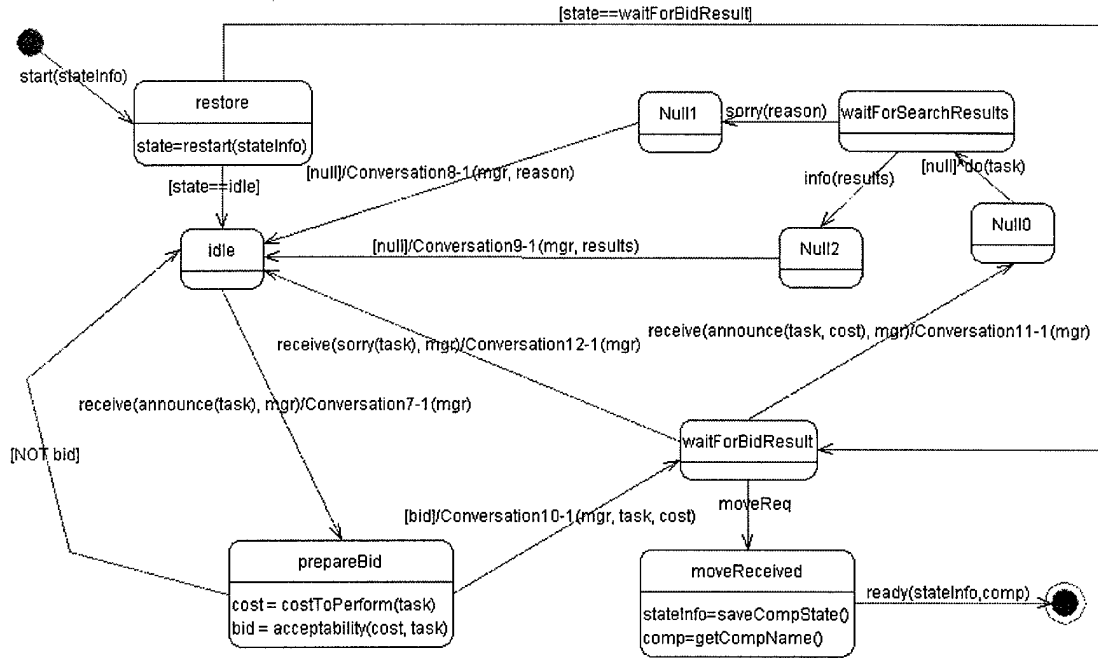 [state==waitForBidResult]
start(stateInfo)
restore
state=restart(stateInfo)
Null1
sorry(reason)
waitForSearchResults
[null]/Conversation8-1(mgr, reason)
[state==idle]
info(results)
[null]^do(task)
idle
[null]/Conversation9-1(mgr, results)
Null2
Null0
receive(sorry(task), mgr)/Conversation12-1(mgr)
receive(announce(task, cost), mgr)/Conversation11-1(mgr)
receive(announce(task), mgr)/Conversation7-1(mgr)
[NOT bid]
waitForBidResult
moveReq
[bid]/Conversation10-1(mgr, task, cost)
prepareBid
cost = costToPerform(task)
bid = acceptability(cost, task)
moveReceived
stateInfo=saveCompState()
comp=getCompName()
ready(stateInfo,comp)